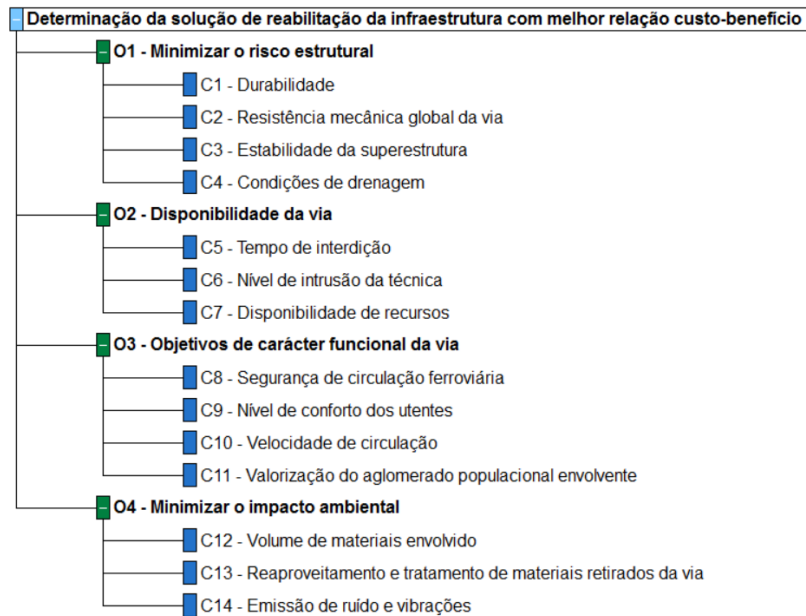 Determinação da solução de reabilitação da infraestrutura com melhor relação custo-benefício
O1 - Minimizar o risco estrutural
C1 - Durabilidade
C2 - Resistência mecânica global da via
C3 - Estabilidade da superestrutura
C4 - Condições de drenagem
O2 - Disponibilidade da via
C5 - Tempo de interdição
C6 - Nível de intrusão da técnica
C7 - Disponibilidade de recursos
O3 - Objetivos de carácter funcional da via
C8 - Segurança de circulação ferroviária
C9 - Nível de conforto dos utentes
C10 - Velocidade de circulação
C11 - Valorização do aglomerado populacional envolvente
O4 - Minimizar o impacto ambiental
C12 - Volume de materiais envolvido
C13 - Reaproveitamento e tratamento de materiais retirados da via
C14 - Emissão de ruído e vibrações